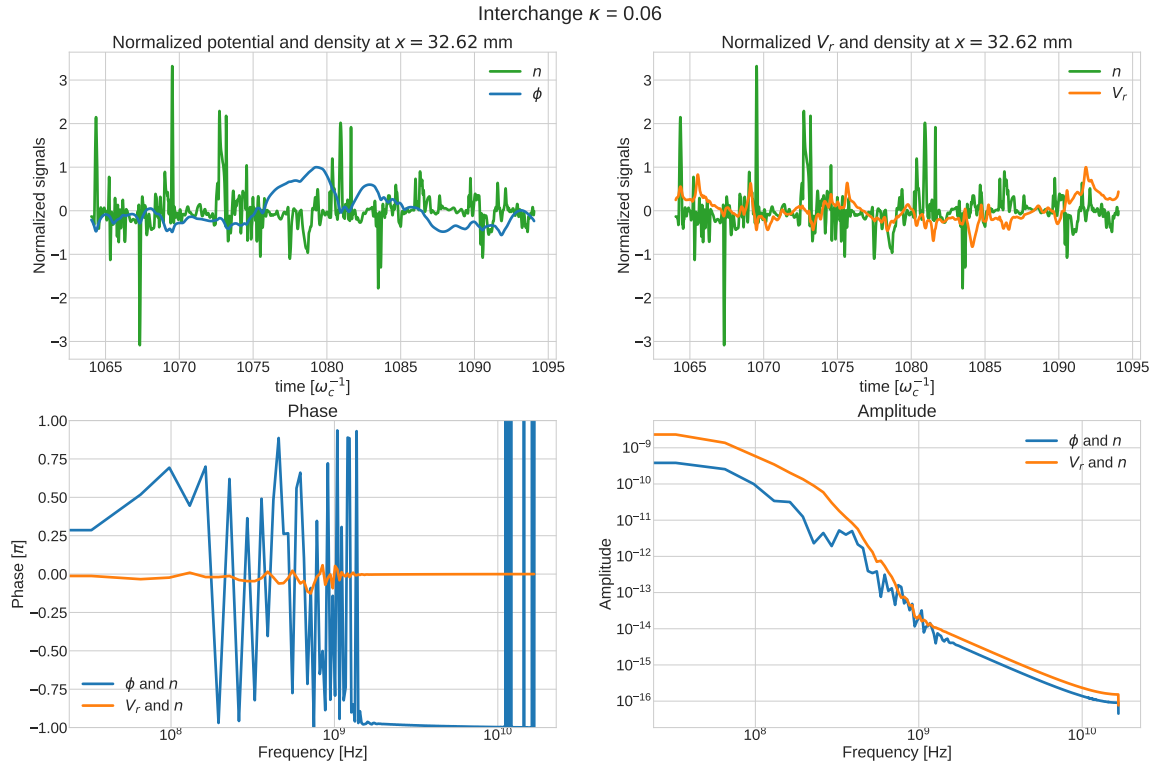 Interchange κ = 0.06
Normalized potential and density at x = 32.62 mm
Normalized signals
3
2
1
0
−1
−2
−3
n
ϕ
1065 1070 1075 1080 1085 1090 1095
time [ω_c^{-1}]
Normalized V_r and density at x = 32.62 mm
Normalized signals
3
2
1
0
−1
−2
−3
n
V_r
1065 1070 1075 1080 1085 1090 1095
time [ω_c^{-1}]
Phase
Phase [π]
1.00
0.75
0.50
0.25
0.00
−0.25
−0.50
−0.75
−1.00
ϕ and n
V_r and n
10^8 10^9 10^{10}
Frequency [Hz]
Amplitude
Amplitude
10^{−9}
10^{−10}
10^{−11}
10^{−12}
10^{−13}
10^{−14}
10^{−15}
10^{−16}
ϕ and n
V_r and n
10^8 10^9 10^{10}
Frequency [Hz]